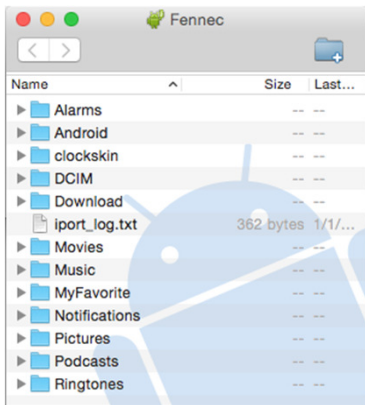 Fennec
Name Size Last...
Alarms -- --
Android -- --
clockskin -- --
DCIM -- --
Download -- --
iport_log.txt 362 bytes 1/1/...
Movies -- --
Music -- --
MyFavorite -- --
Notifications -- --
Pictures -- --
Podcasts -- --
Ringtones -- --